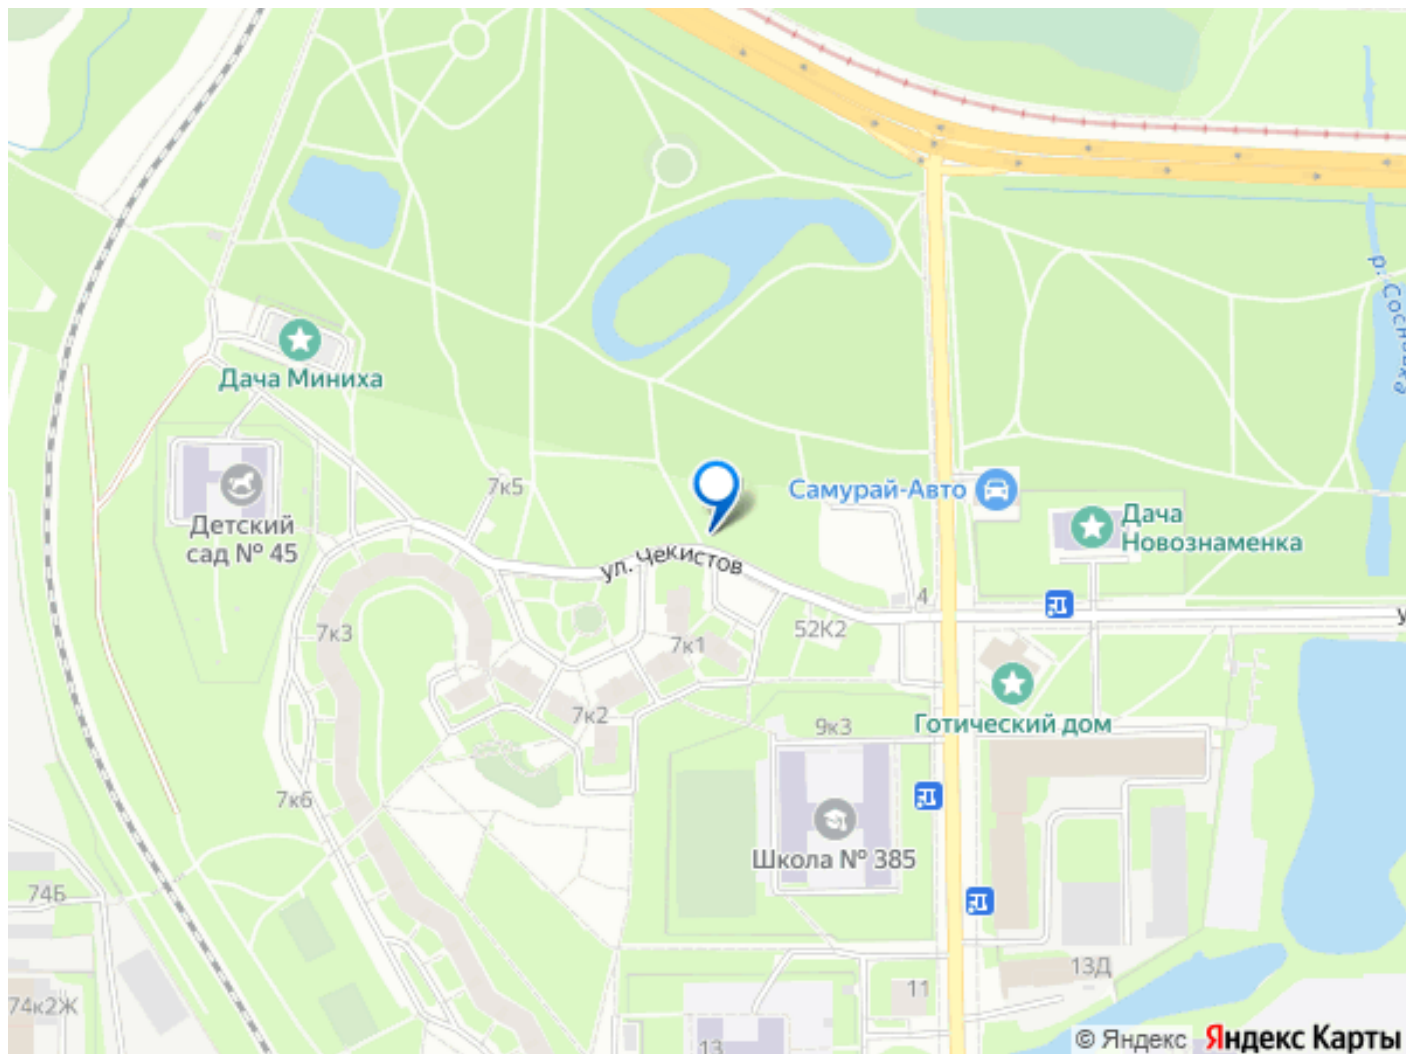 р. Сосновка
Дача Миниха
7к5
Самурай-Авто
Дача
Новознаменка
Детский
сад № 45
ул. Чекистов
4
7к3
7к1
52К2
7к2
9к3
Готический дом
7к6
Школа № 385
74Б
13Д
74к2Ж
11
13
© Яндекс Яндекс Карты